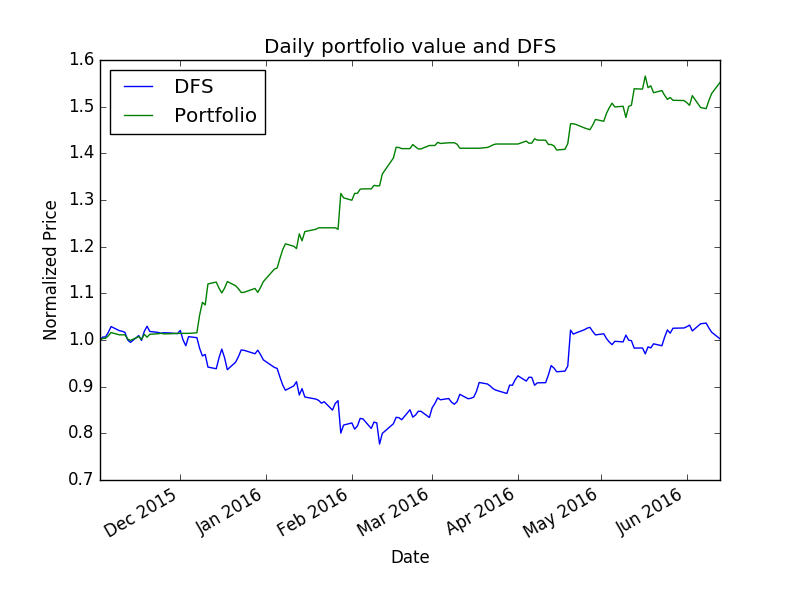 Daily portfolio value and DFS
1.6
1.5
1.4
1.3
1.2
1.1
1.0
0.9
0.8
0.7
DFS
Portfolio
Normalized Price
Dec 2015
Jan 2016
Feb 2016
Mar 2016
Apr 2016
May 2016
Jun 2016
Date